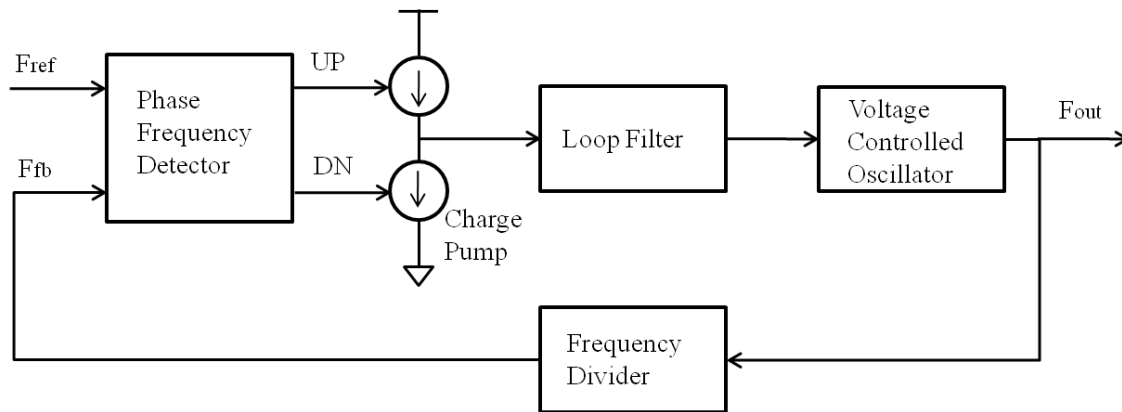 Fref
UP
Phase
Frequency
Detector
Ffb
DN
Charge
Pump
Loop Filter
Voltage
Controlled
Oscillator
Fout
Frequency
Divider